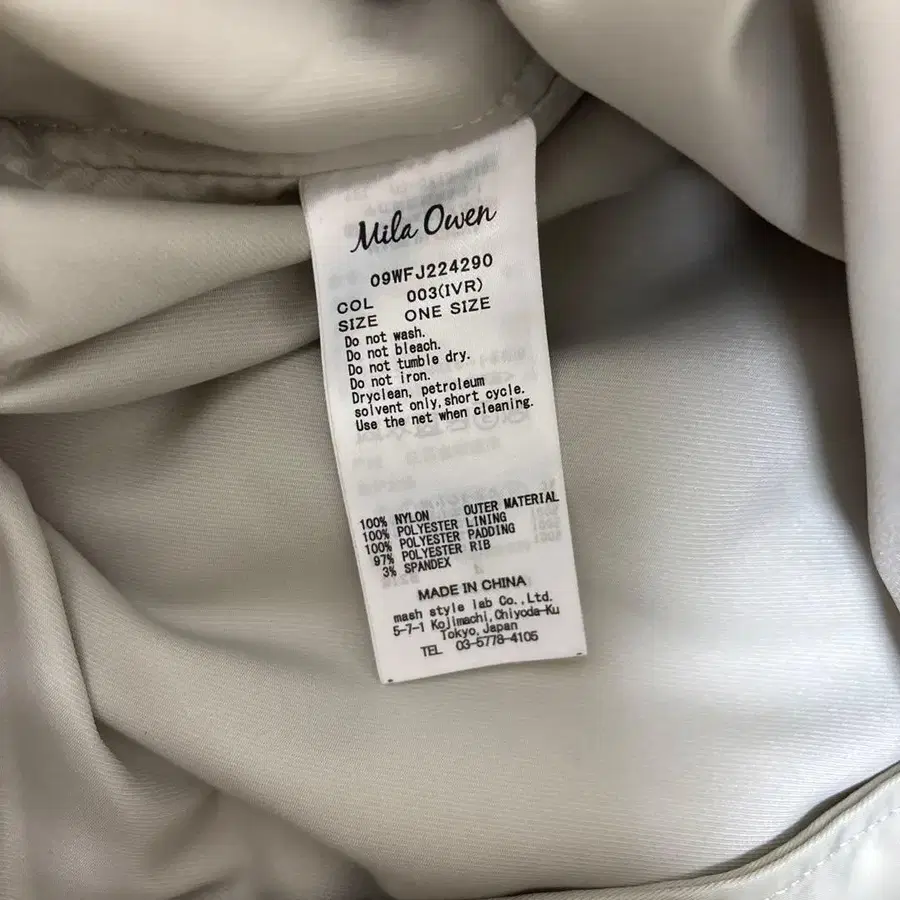 Mila Owen
09WFJ224290
COL 003(IVR)
SIZE ONE SIZE
Do not wash.
Do not bleach.
Do not tumble dry.
Do not iron.
Dryclean, petroleum
solvent only,short cycle.
Use the net when cleaning.
100% NYLON OUTER MATERIAL
100% POLYESTER LINING
100% POLYESTER PADDING
97% POLYESTER RIB
3% SPANDEX
MADE IN CHINA
mash style lab Co.,Ltd.
5-7-1 Kojimachi,Chiyoda-Ku
Tokyo,Japan
TEL 03-5778-4105